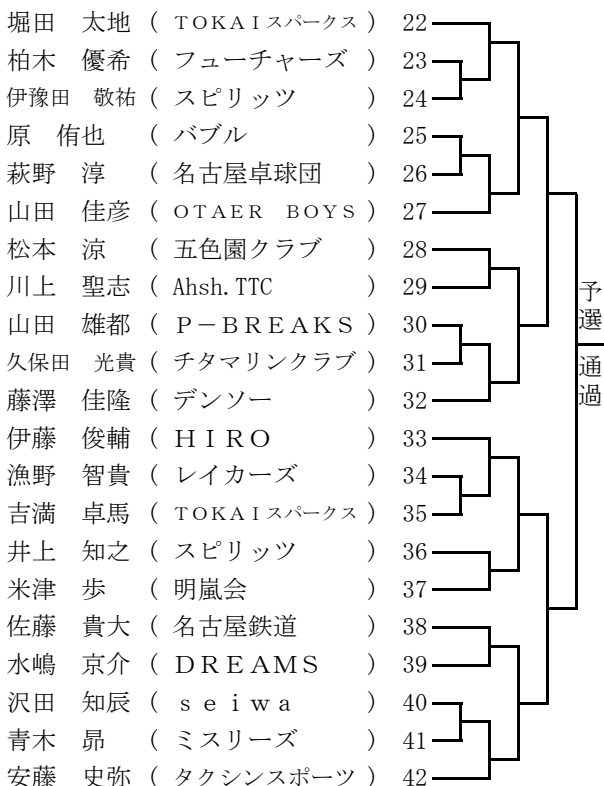 堀田　太地 ( ＴＯＫＡＩスパークス ) 22
柏木　優希 ( フューチャーズ ) 23
伊豫田　敬祐 ( スピリッツ ) 24
原　侑也 ( バブル ) 25
萩野　淳 ( 名古屋卓球団 ) 26
山田　佳彦 ( ＯＴＡＥＲ　ＢＯＹＳ ) 27
松本　涼 ( 五色園クラブ ) 28
川上　聖志 ( Ahsh.TTC ) 29
山田　雄都 ( Ｐ－ＢＲＥＡＫＳ ) 30
久保田　光貴 ( チタマリンクラブ ) 31
藤澤　佳隆 ( デンソー ) 32
伊藤　俊輔 ( ＨＩＲＯ ) 33
漁野　智貴 ( レイカーズ ) 34
吉満　卓馬 ( ＴＯＫＡＩスパークス ) 35
井上　知之 ( スピリッツ ) 36
米津　歩 ( 明嵐会 ) 37
佐藤　貴大 ( 名古屋鉄道 ) 38
水嶋　京介 ( ＤＲＥＡＭＳ ) 39
沢田　知辰 ( ｓｅｉｗａ ) 40
青木　昴 ( ミスリーズ ) 41
安藤　史弥 ( タクシンスポーツ ) 42
予選通過